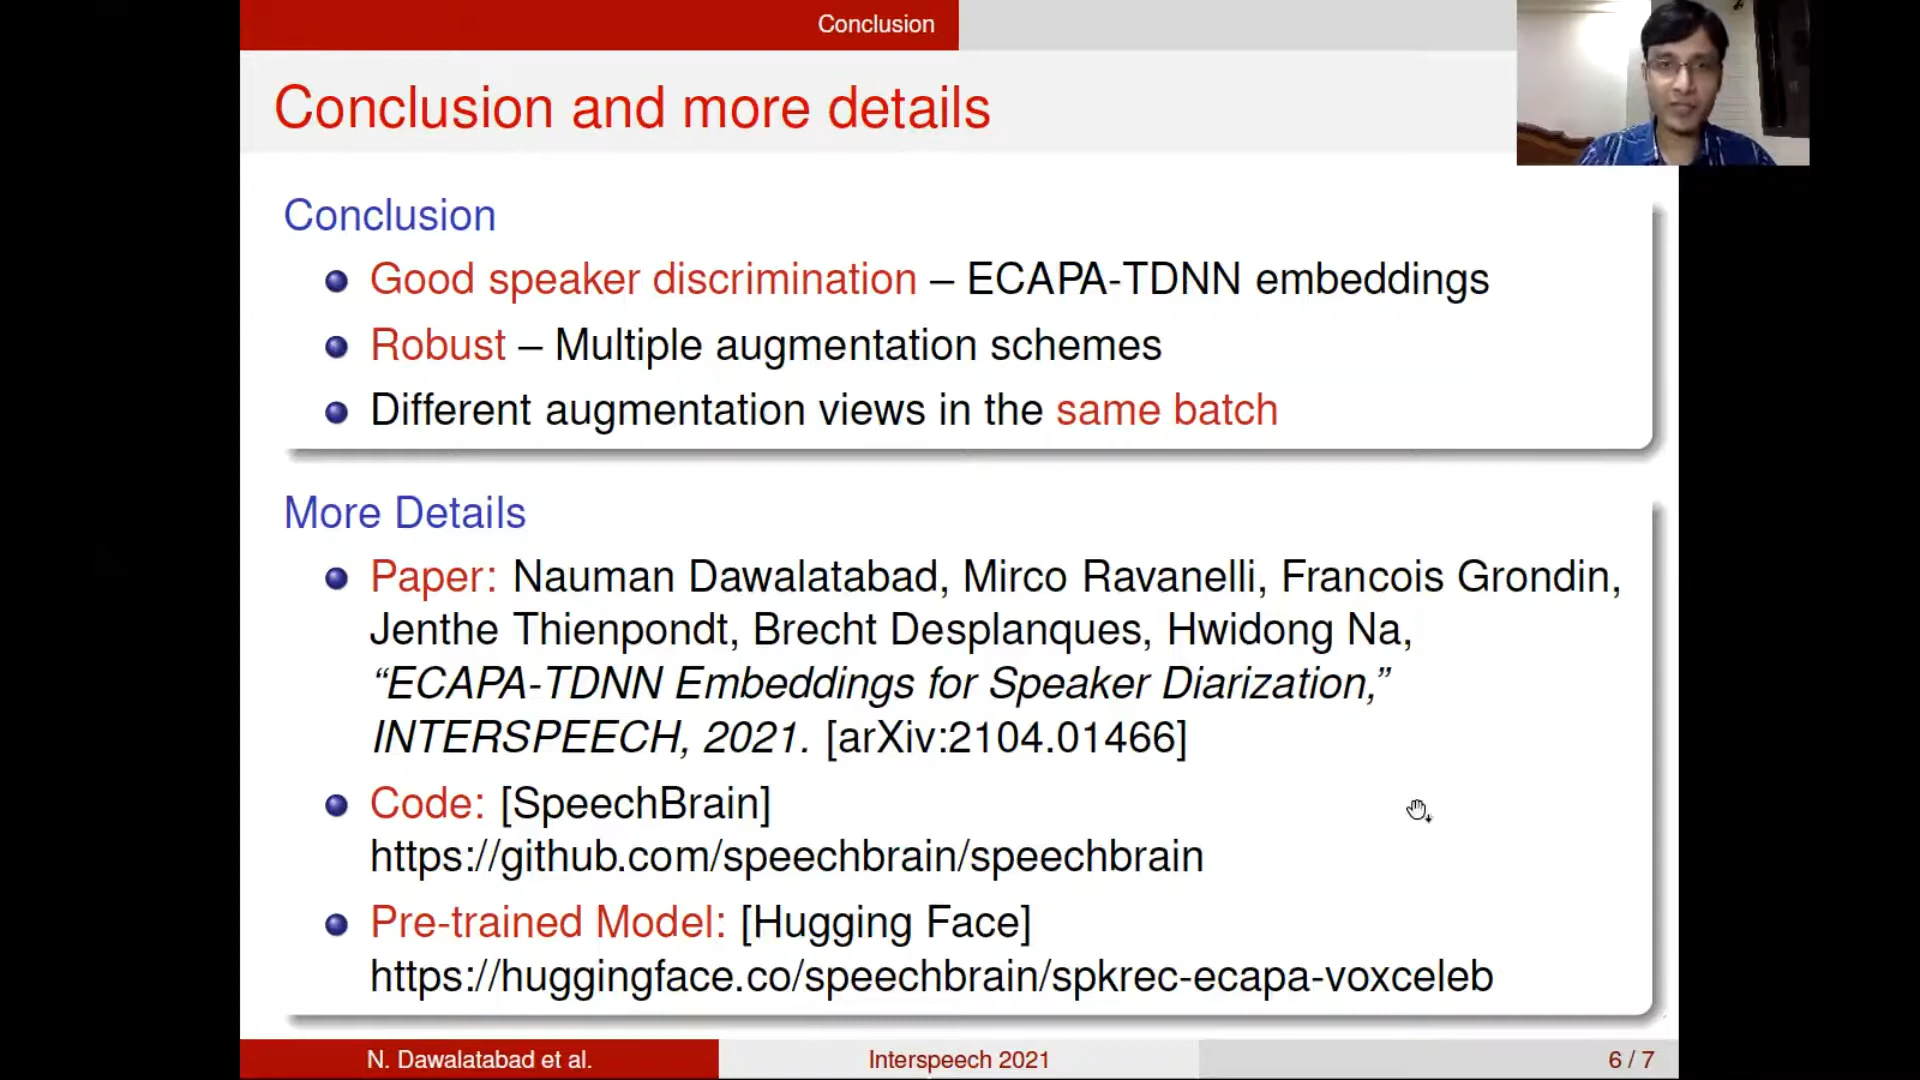 Conclusion
Conclusion and more details
Conclusion
Good speaker discrimination – ECAPA-TDNN embeddings
Robust – Multiple augmentation schemes
Different augmentation views in the same batch
More Details
Paper: Nauman Dawalatabad, Mirco Ravanelli, Francois Grondin,
Jenthe Thienpondt, Brecht Desplanques, Hwidong Na,
“ECAPA-TDNN Embeddings for Speaker Diarization,”
INTERSPEECH, 2021. [arXiv:2104.01466]
Code: [SpeechBrain]
https://github.com/speechbrain/speechbrain
Pre-trained Model: [Hugging Face]
https://huggingface.co/speechbrain/spkrec-ecapa-voxceleb
N. Dawalatabad et al.
Interspeech 2021
6 / 7